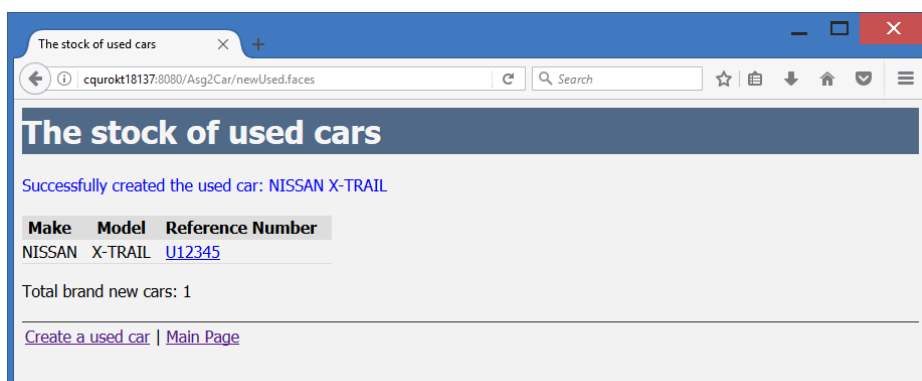 The stock of used cars
cqurokt18137:8080/Asg2Car/newUsed.faces
Search
The stock of used cars
Successfully created the used car: NISSAN X-TRAIL
Make Model Reference Number
NISSAN X-TRAIL U12345
Total brand new cars: 1
Create a used car | Main Page